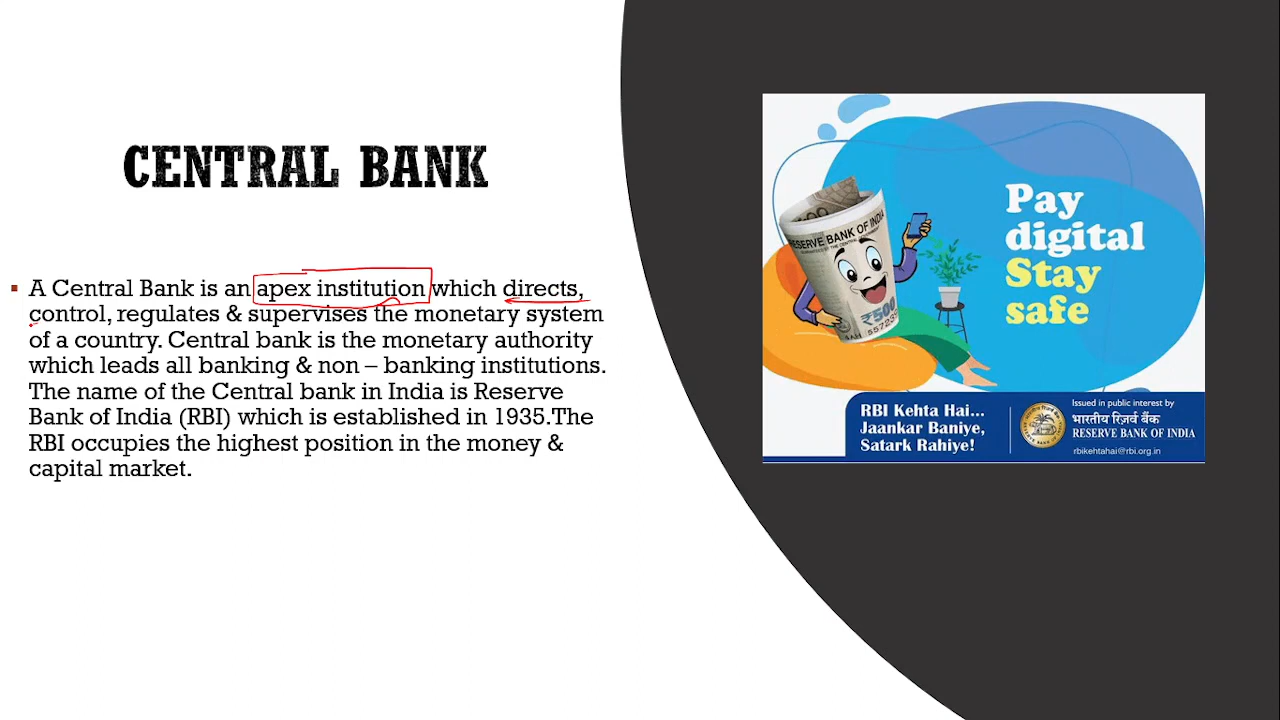 CENTRAL BANK
A Central Bank is an apex institution which directs,
control, regulates & supervises the monetary system
of a country. Central bank is the monetary authority
which leads all banking & non – banking institutions.
The name of the Central bank in India is Reserve
Bank of India (RBI) which is established in 1935.The
RBI occupies the highest position in the money &
capital market.
Pay
digital
Stay
safe
RESERVE BANK OF INDIA
₹500
RBI Kehta Hai...
Jaankar Baniye,
Satark Rahiye!
Issued in public interest by
भारतीय रिज़र्व बैंक
RESERVE BANK OF INDIA
rbikehtahai@rbi.org.in